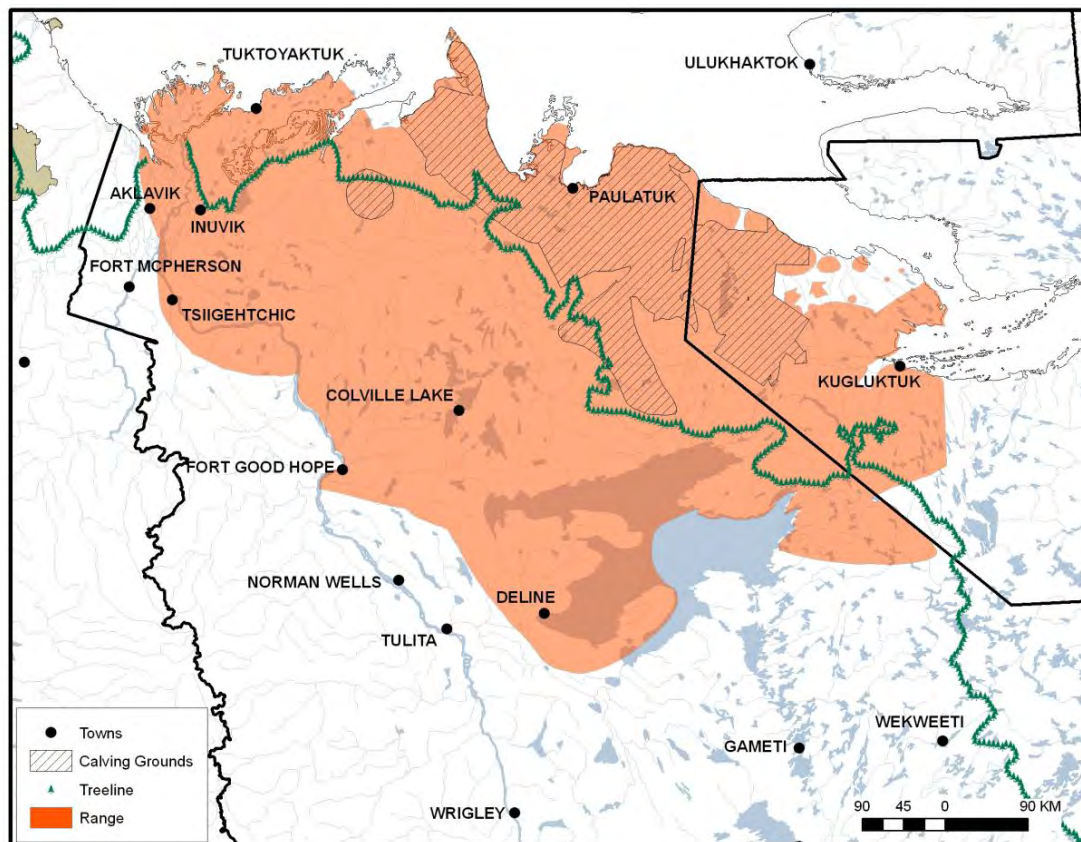 TUKTOYAKTUK
ULUKHAKTOK
AKLAVIK
INUVIK
PAULATUK
FORT MCPHERSON
TSIIGEHTCHIC
KUGLUKTUK
COLVILLE LAKE
FORT GOOD HOPE
NORMAN WELLS
DELINE
TULITA
WEKWEETI
GAMETI
WRIGLEY
Towns
Calving Grounds
Treeline
Range
90 45 0 90 KM